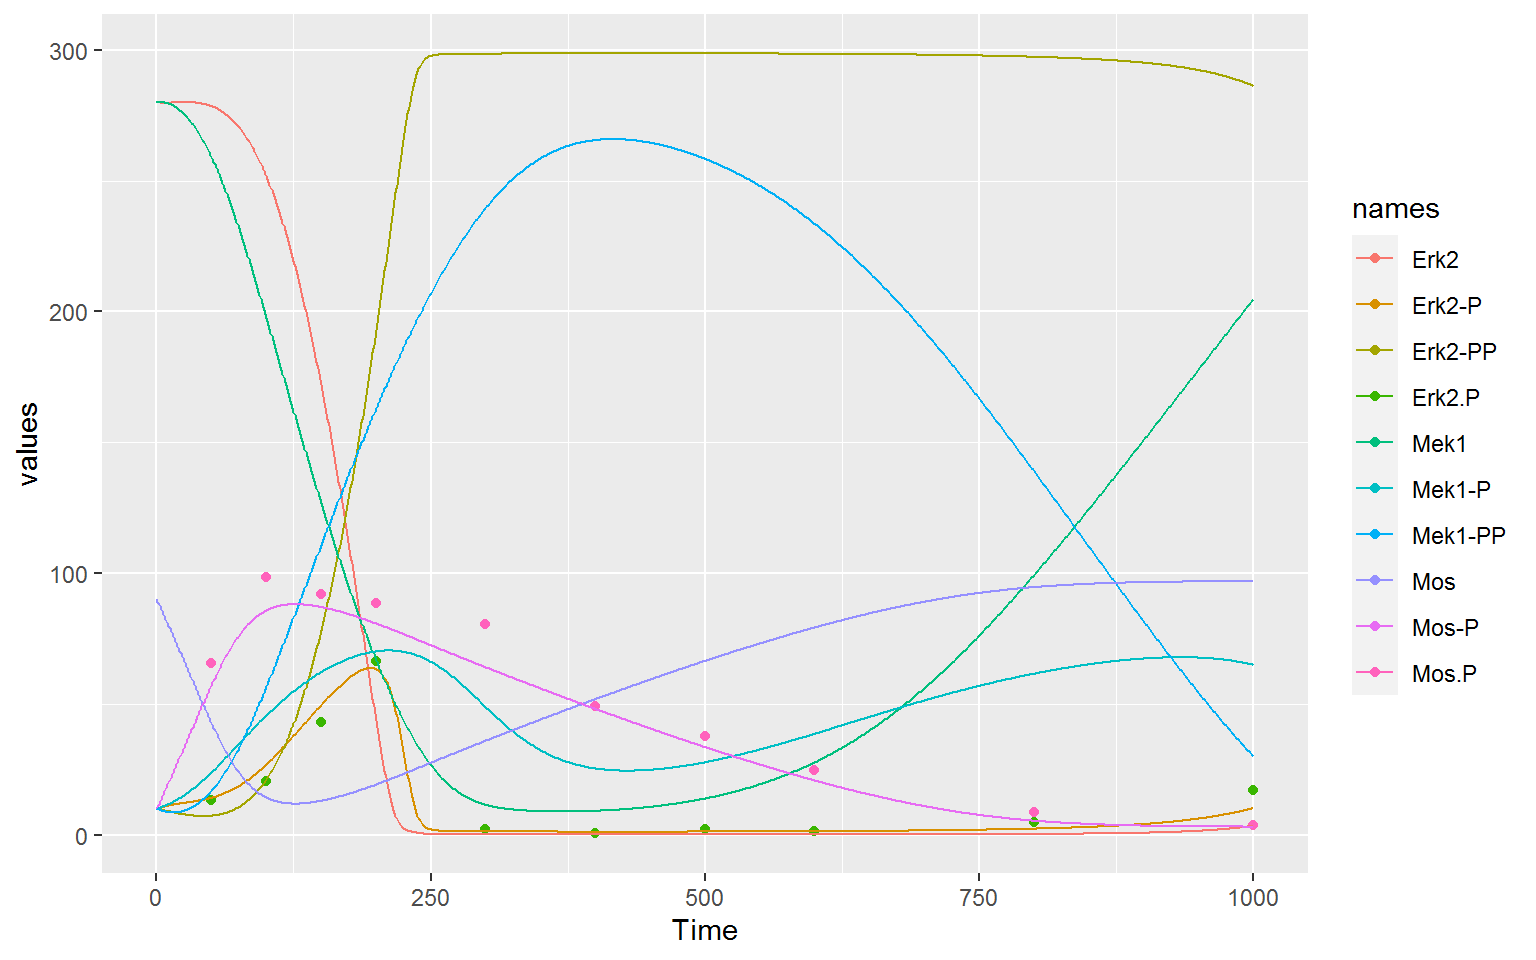 values
300
200
100
0
0
250
500
750
1000
Time
names
Erk2
Erk2-P
Erk2-PP
Erk2.P
Mek1
Mek1-P
Mek1-PP
Mos
Mos-P
Mos.P